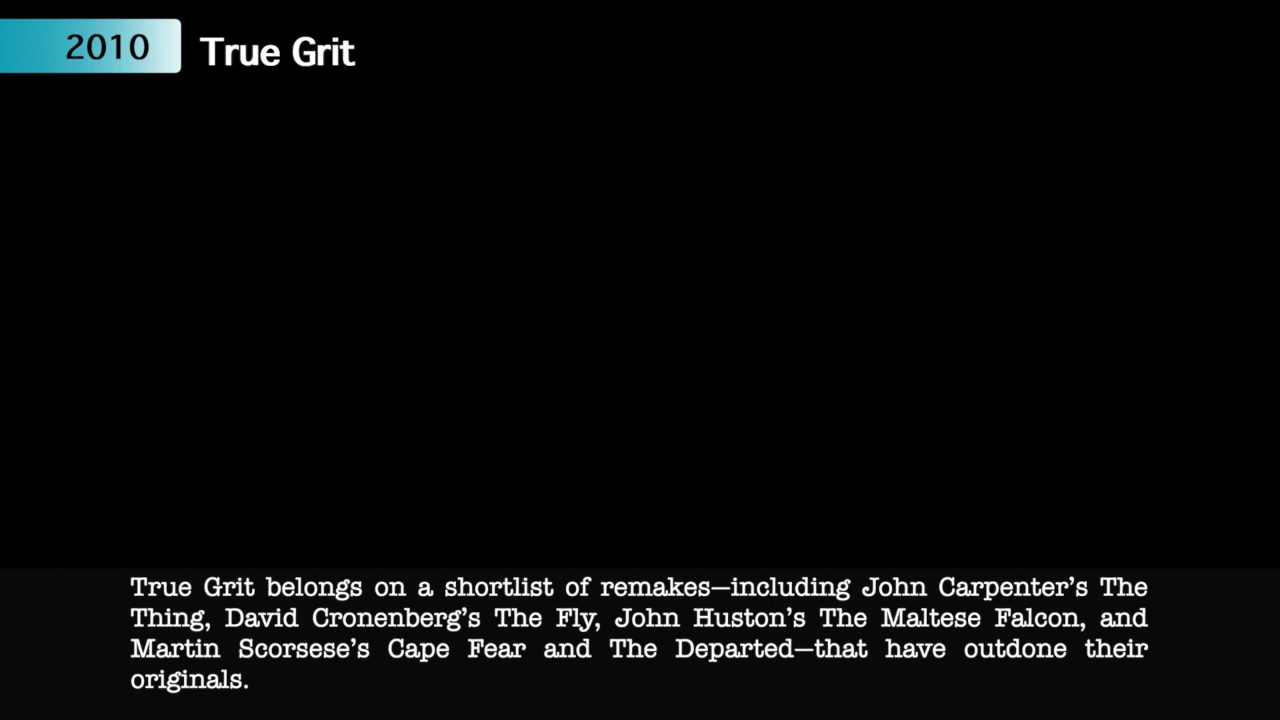 2010
True Grit
True Grit belongs on a shortlist of remakes—including John Carpenter’s The
Thing, David Cronenberg’s The Fly, John Huston’s The Maltese Falcon, and
Martin Scorsese’s Cape Fear and The Departed—that have outdone their
originals.